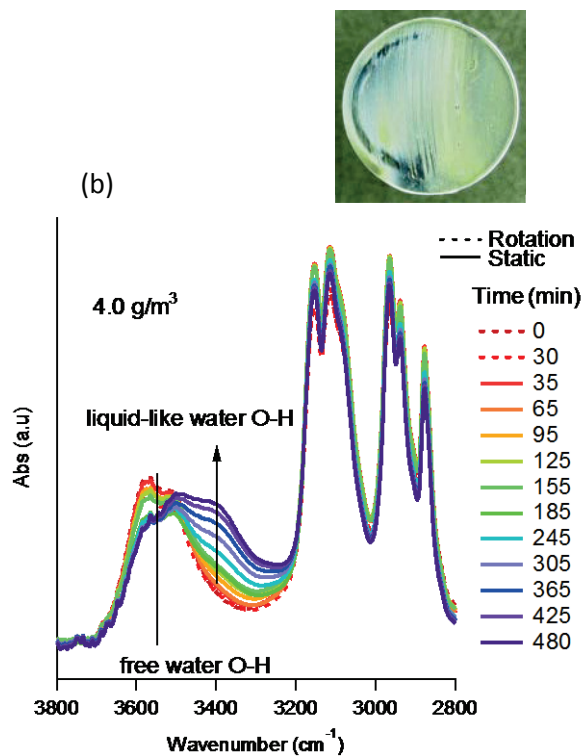 (b)
Rotation
Static
4.0 g/m³
Time (min)
0
30
35
65
95
125
155
185
245
305
365
425
480
liquid-like water O-H
free water O-H
Abs (a.u)
3800 3600 3400 3200 3000 2800
Wavenumber (cm⁻¹)